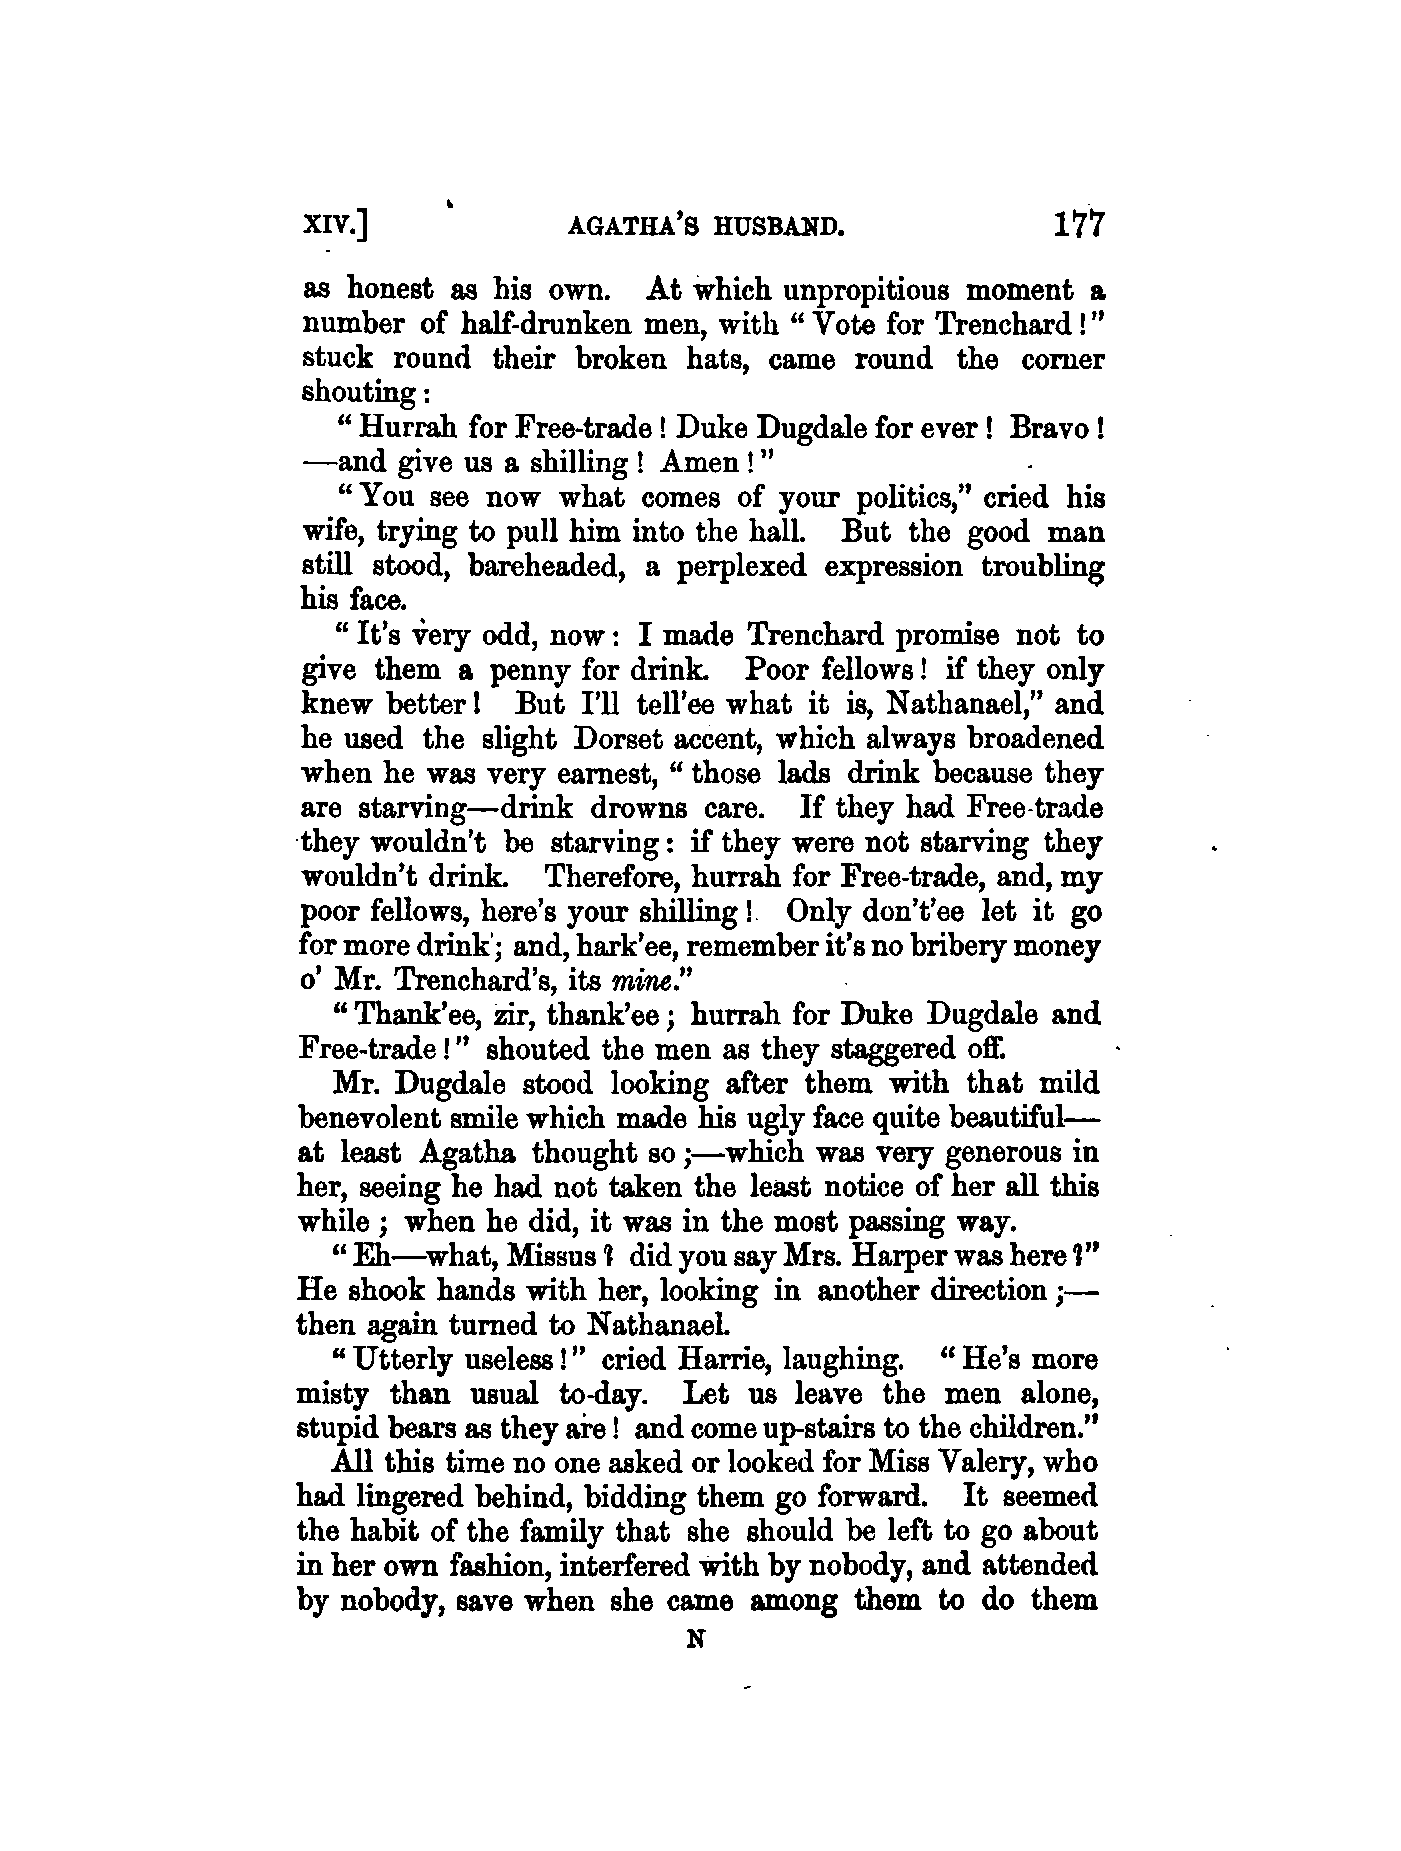 XIV.] AGATHA'S HUSBAND. 177
as honest as his own. At which unpropitious moment a
number of half-drunken men, with "Vote for Trenchard!"
stuck round their broken hats, came round the corner
shouting:
"Hurrah for Free-trade! Duke Dugdale for ever! Bravo!
—and give us a shilling! Amen!"
"You see now what comes of your politics," cried his
wife, trying to pull him into the hall. But the good man
still stood, bareheaded, a perplexed expression troubling
his face.
"It's very odd, now: I made Trenchard promise not to
give them a penny for drink. Poor fellows! if they only
knew better! But I'll tell'ee what it is, Nathanael," and
he used the slight Dorset accent, which always broadened
when he was very earnest, "those lads drink because they
are starving—drink drowns care. If they had Free-trade
they wouldn't be starving: if they were not starving they
wouldn't drink. Therefore, hurrah for Free-trade, and, my
poor fellows, here's your shilling! Only don't'ee let it go
for more drink; and, hark'ee, remember it's no bribery money
o' Mr. Trenchard's, its mine."
"Thank'ee, zir, thank'ee; hurrah for Duke Dugdale and
Free-trade!" shouted the men as they staggered off.
Mr. Dugdale stood looking after them with that mild
benevolent smile which made his ugly face quite beautiful—
at least Agatha thought so;—which was very generous in
her, seeing he had not taken the least notice of her all this
while; when he did, it was in the most passing way.
"Eh—what, Missus? did you say Mrs. Harper was here?"
He shook hands with her, looking in another direction;—
then again turned to Nathanael.
"Utterly useless!" cried Harrie, laughing. "He's more
misty than usual to-day. Let us leave the men alone,
stupid bears as they are! and come up-stairs to the children."
All this time no one asked or looked for Miss Valery, who
had lingered behind, bidding them go forward. It seemed
the habit of the family that she should be left to go about
in her own fashion, interfered with by nobody, and attended
by nobody, save when she came among them to do them
N